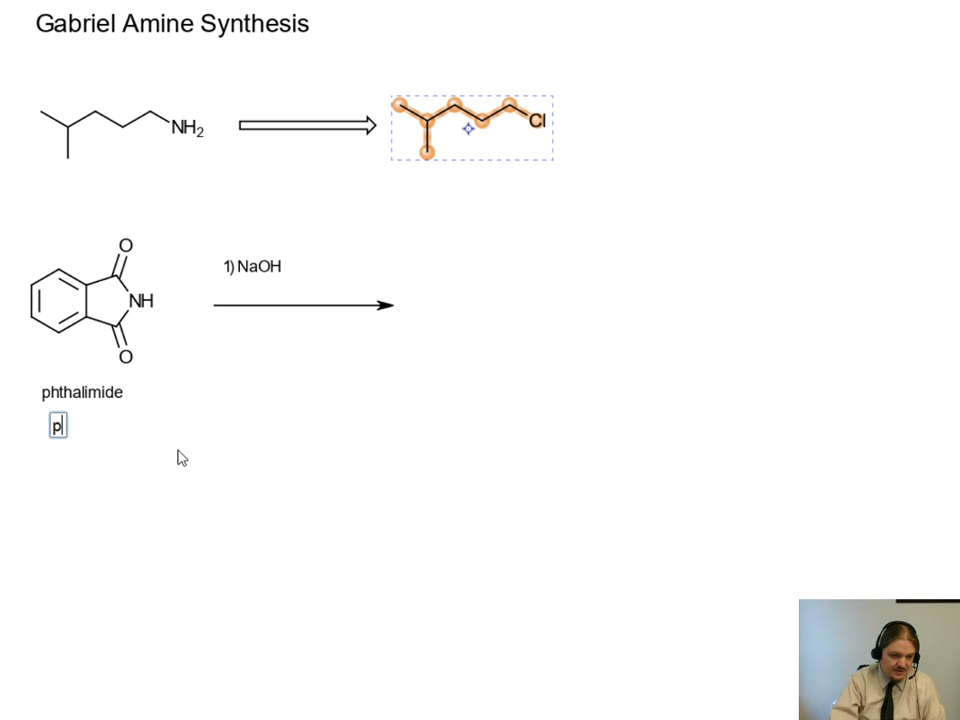 Gabriel Amine Synthesis
NH2
Cl
O
1) NaOH
NH
O
phthalimide
p